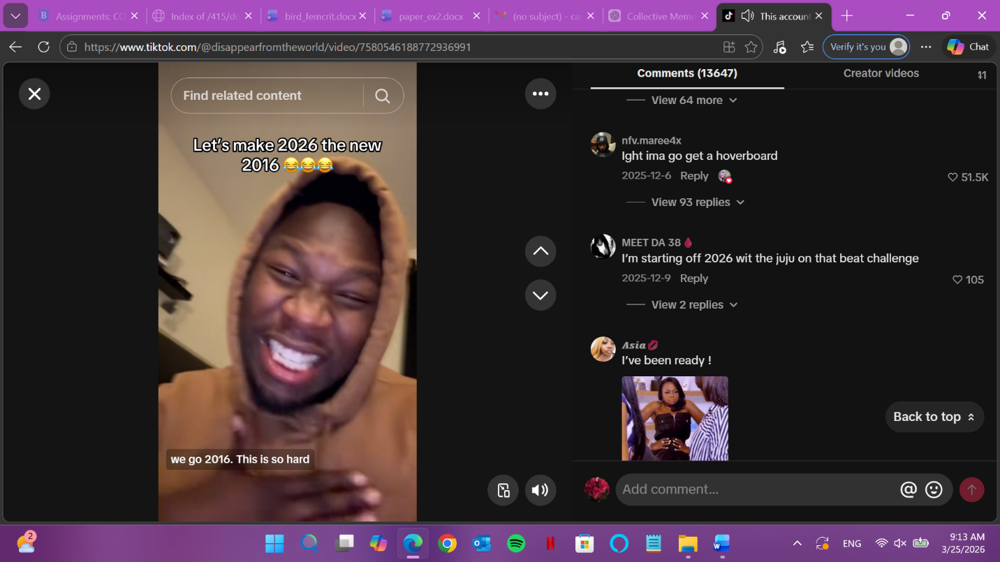 Assignments: CO
Index of /415/do
bird_femcrit.docx
paper_ex2.docx
(no subject) - ca
Collective Memo
This account
https://www.tiktok.com/@disappearfromtheworld/video/7580546188772936991
Verify it's you
Chat
Find related content
Let's make 2026 the new
2016 😂😂😂
we go 2016. This is so hard
Comments (13647)
Creator videos
View 64 more
nfv.maree4x
Ight ima go get a hoverboard
2025-12-6 Reply
51.5K
View 93 replies
MEET DA 38🩸
I'm starting off 2026 wit the juju on that beat challenge
2025-12-9 Reply
105
View 2 replies
𝑨𝒔𝒊𝒂💋
I've been ready !
Back to top
Add comment...
2
ENG
9:13 AM
3/25/2026